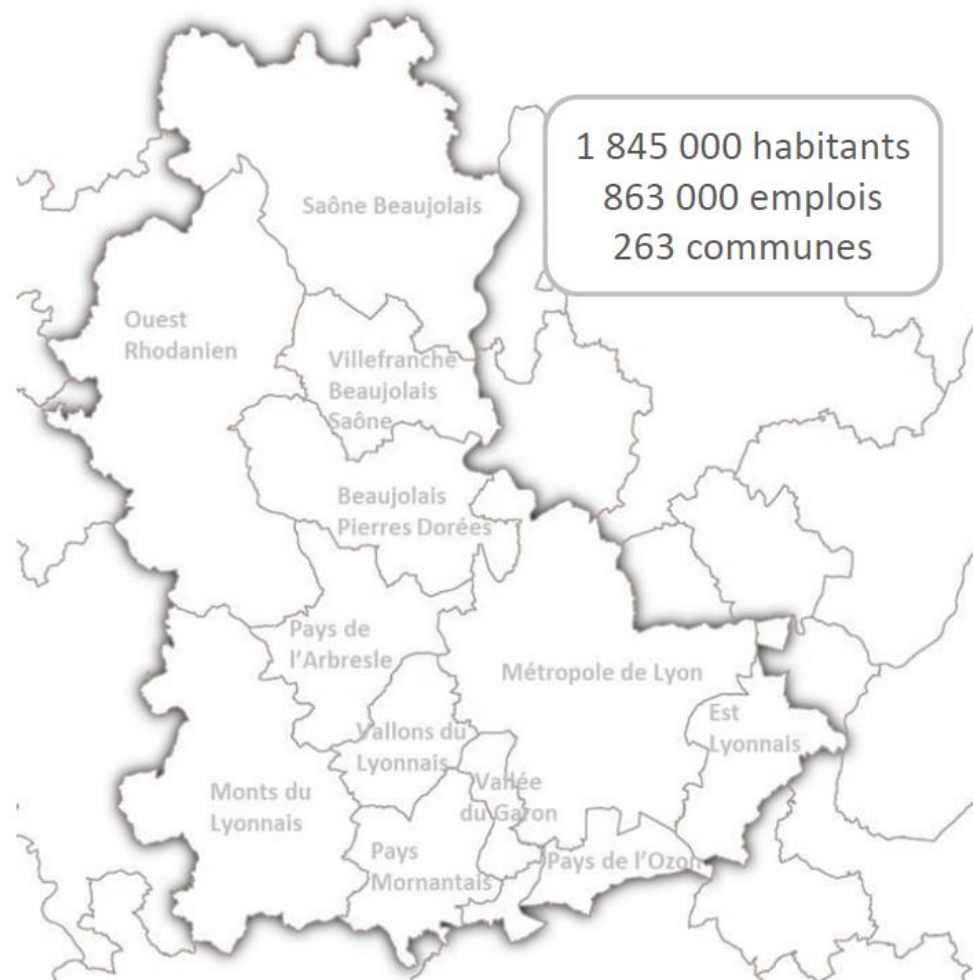 1 845 000 habitants
863 000 emplois
263 communes
Saône Beaujolais
Ouest
Rhodanien
Villefranche
Beaujolais
Saône
Beaujolais
Pierres Dorées
Pays de
l'Arbresle
Métropole de Lyon
Est
Lyonnais
Vallons du
Lyonnais
Vallée
du Garon
Monts du
Lyonnais
Pays
Mornantais
Pays de l'Ozon